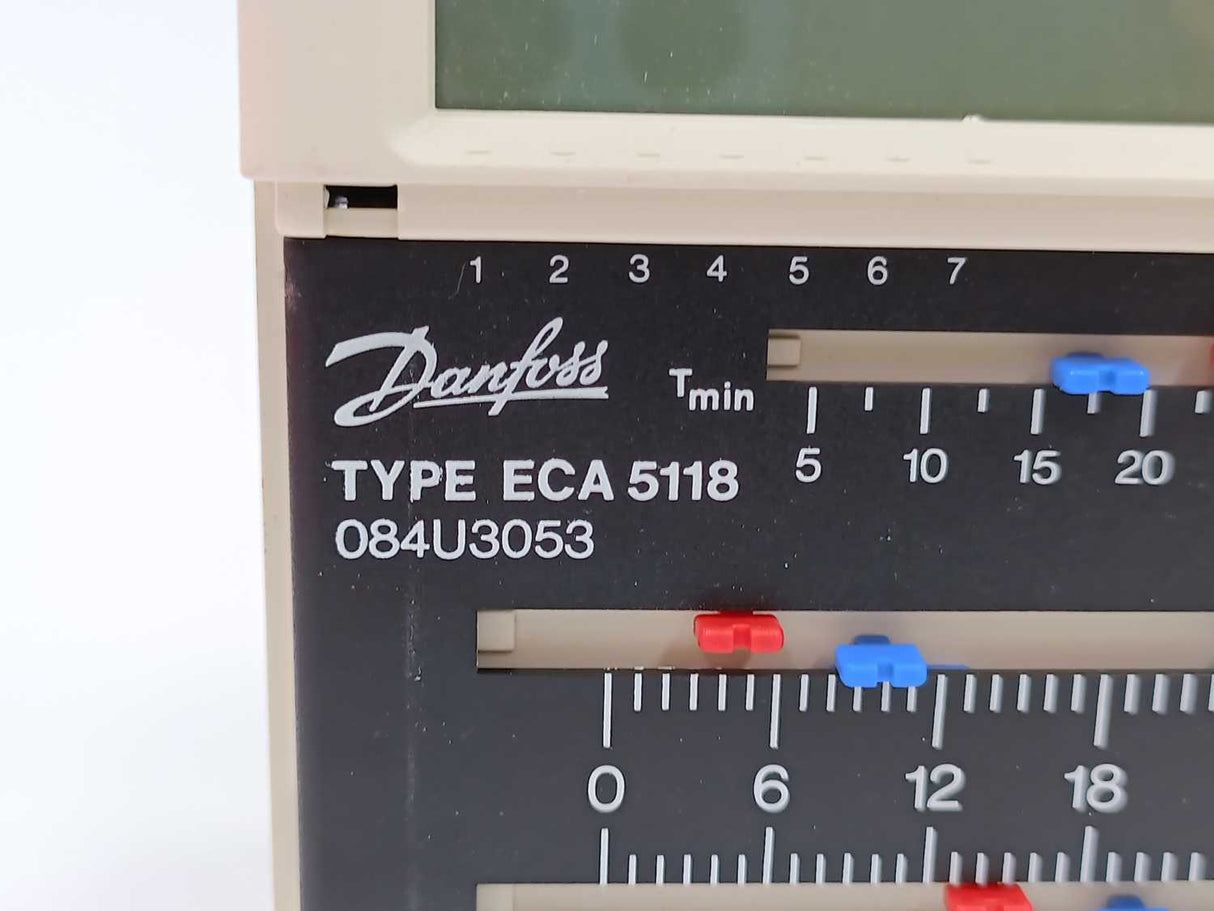 1 2 3 4 5 6 7
Danfoss
Tmin
5 10 15 20
TYPE ECA 5118
084U3053
0 6 12 18